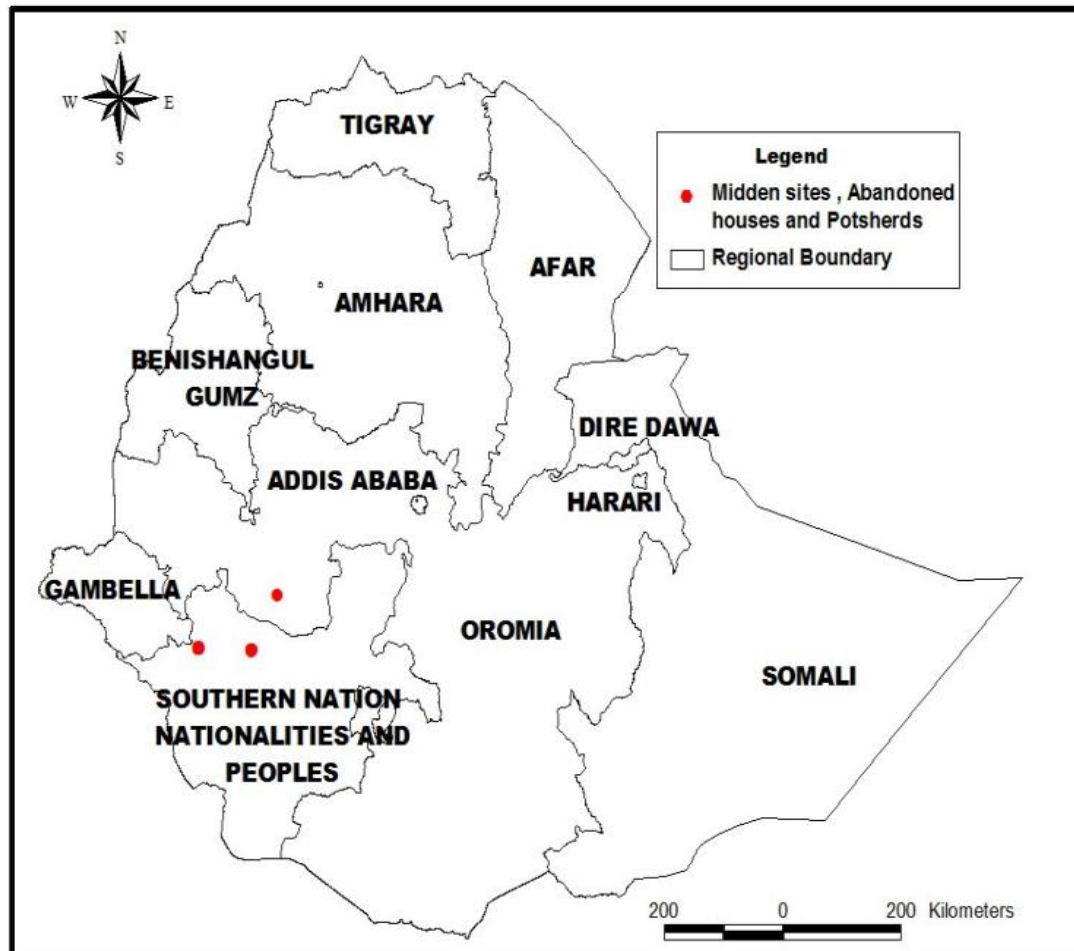 N
W E
S
TIGRAY
Legend
Midden sites , Abandoned
houses and Potsherds
Regional Boundary
AFAR
AMHARA
BENISHANGUL
GUMZ
DIRE DAWA
ADDIS ABABA
HARARI
GAMBELLA
OROMIA
SOMALI
SOUTHERN NATION
NATIONALITIES AND
PEOPLES
200 0 200 Kilometers